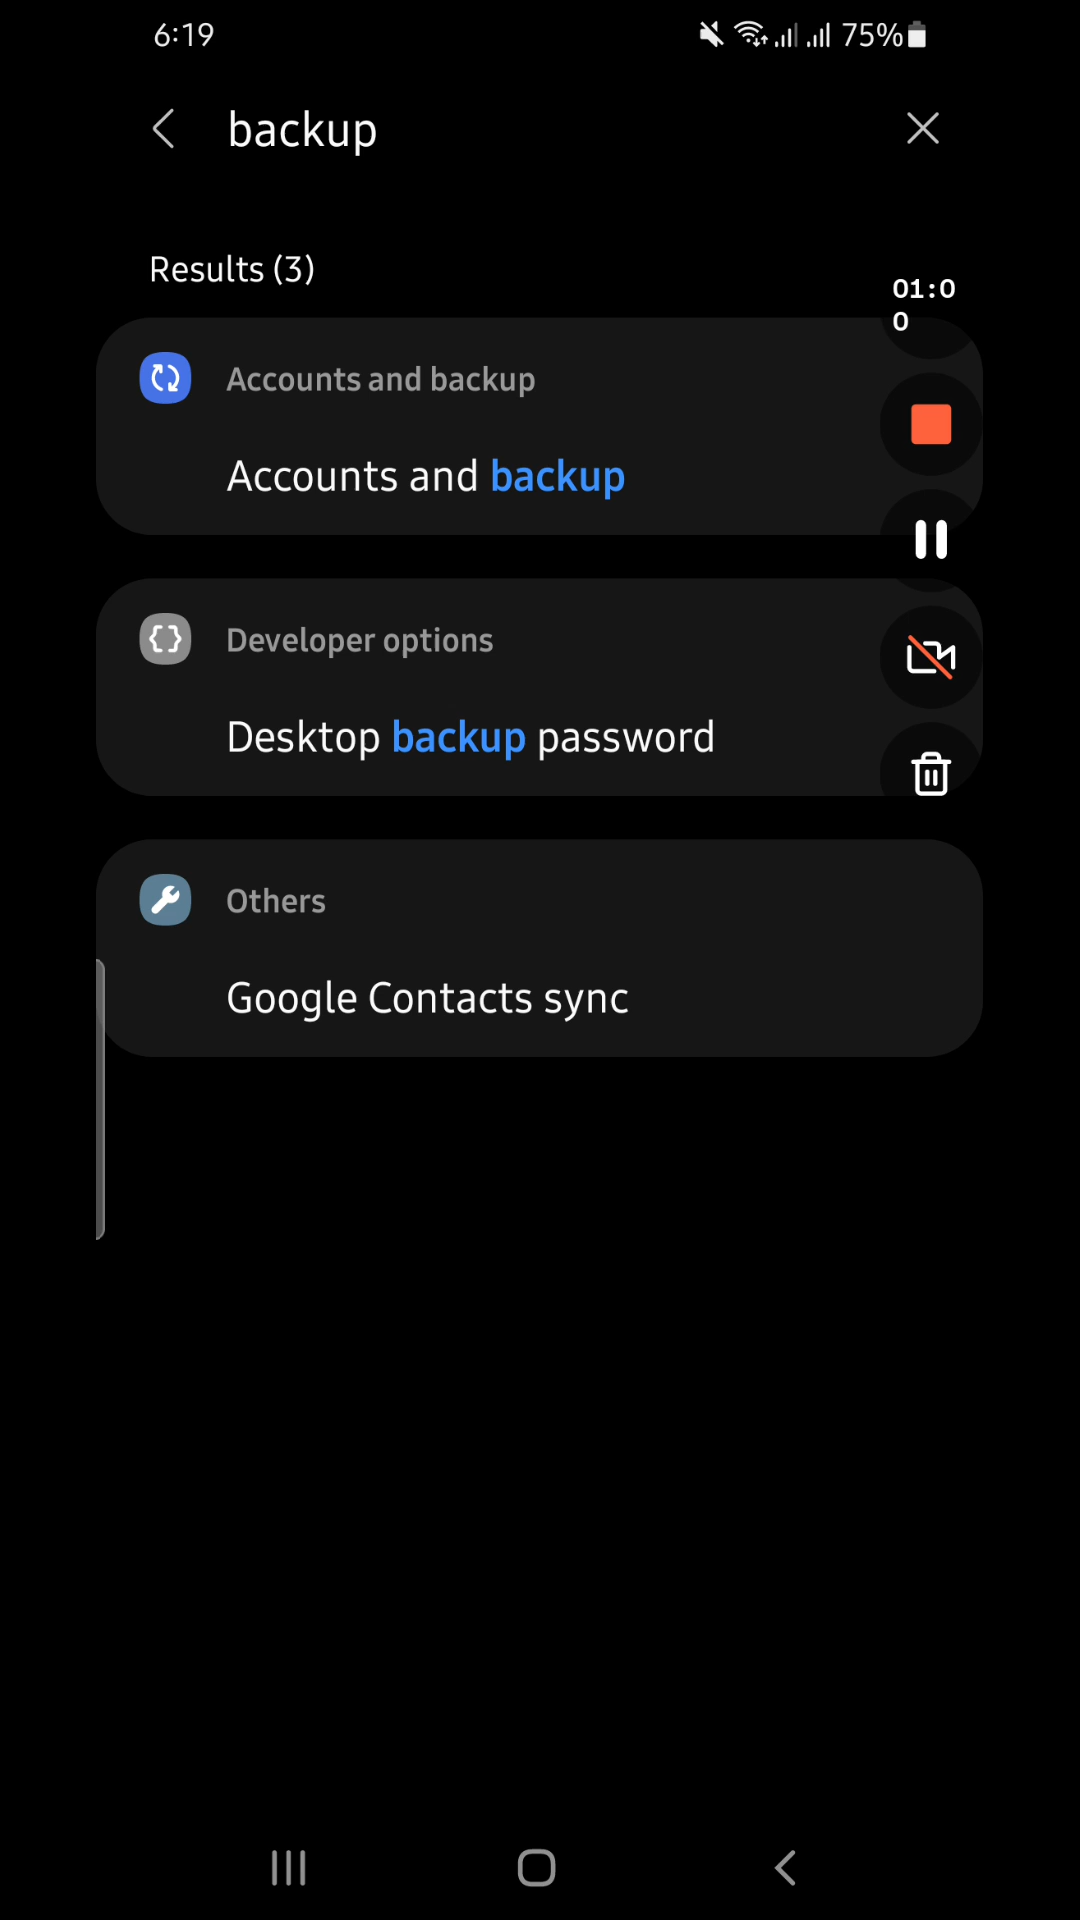 6:19
75%
backup
Results (3)
01:0
0
Accounts and backup
Accounts and backup
Developer options
Desktop backup password
Others
Google Contacts sync